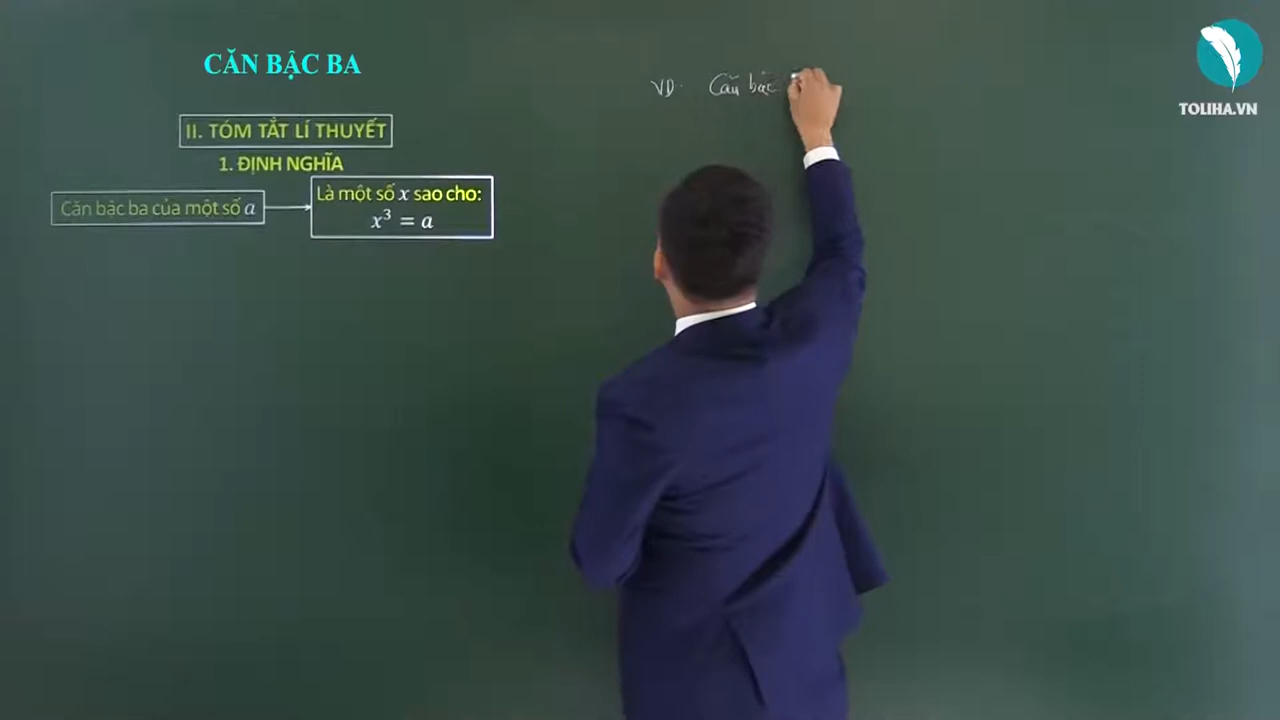 CĂN BẬC BA
II. TÓM TẮT LÍ THUYẾT
1. ĐỊNH NGHĨA
Căn bậc ba của một số a
Là một số x sao cho:
x³ = a
VD: Căn bậc
TOLIHA.VN